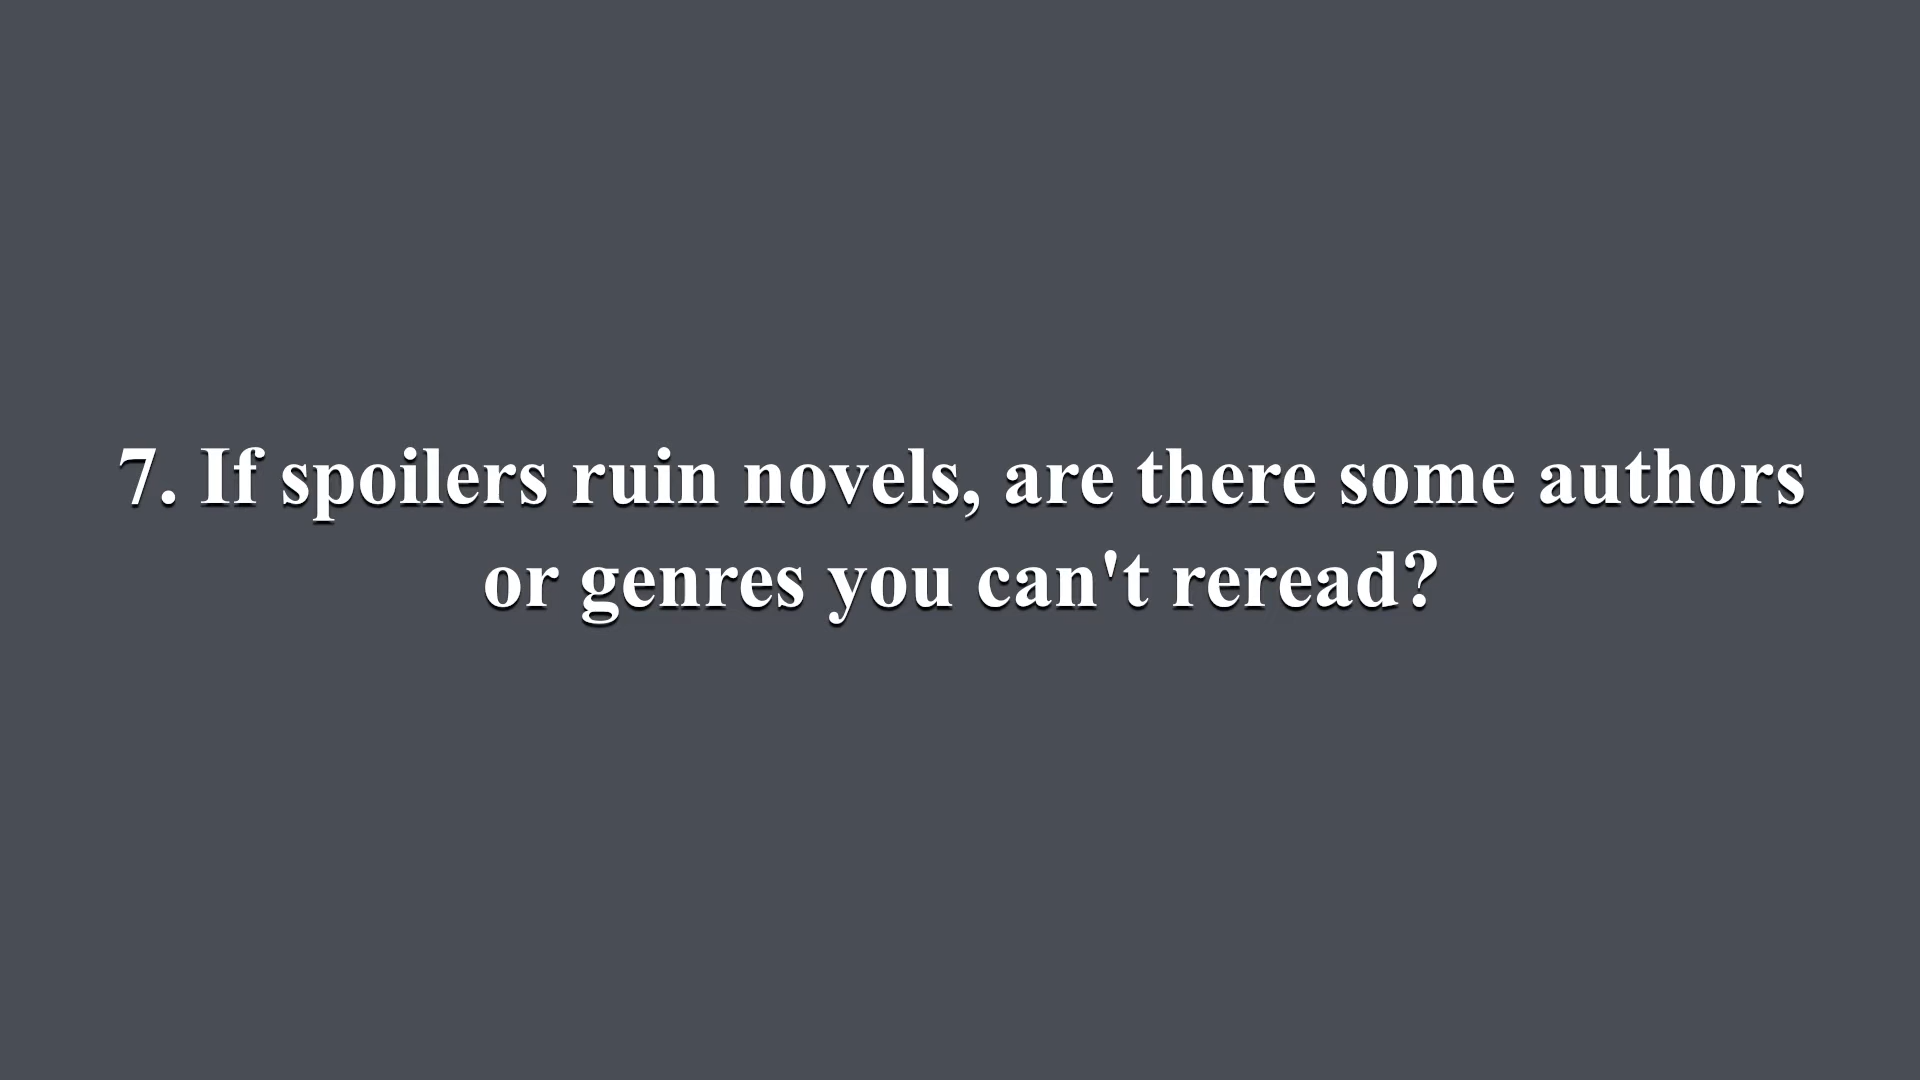 7. If spoilers ruin novels, are there some authors
or genres you can't reread?